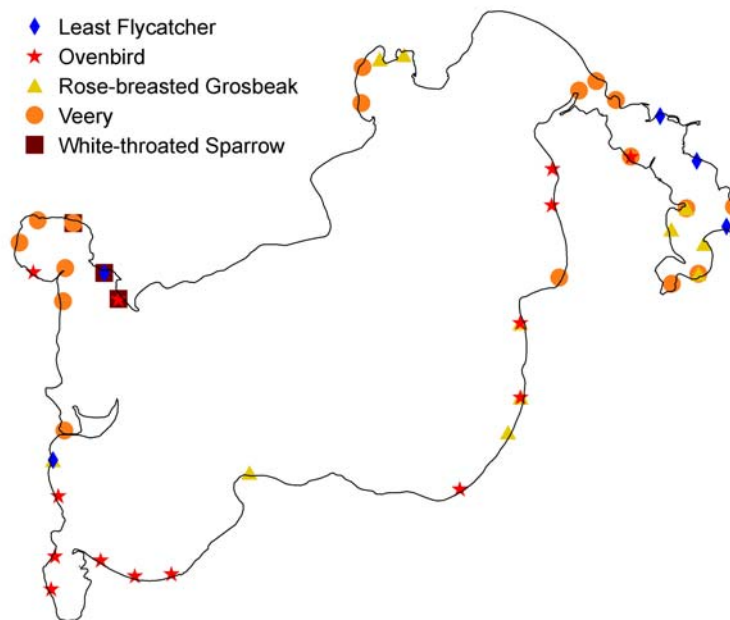 Least Flycatcher
Ovenbird
Rose-breasted Grosbeak
Veery
White-throated Sparrow